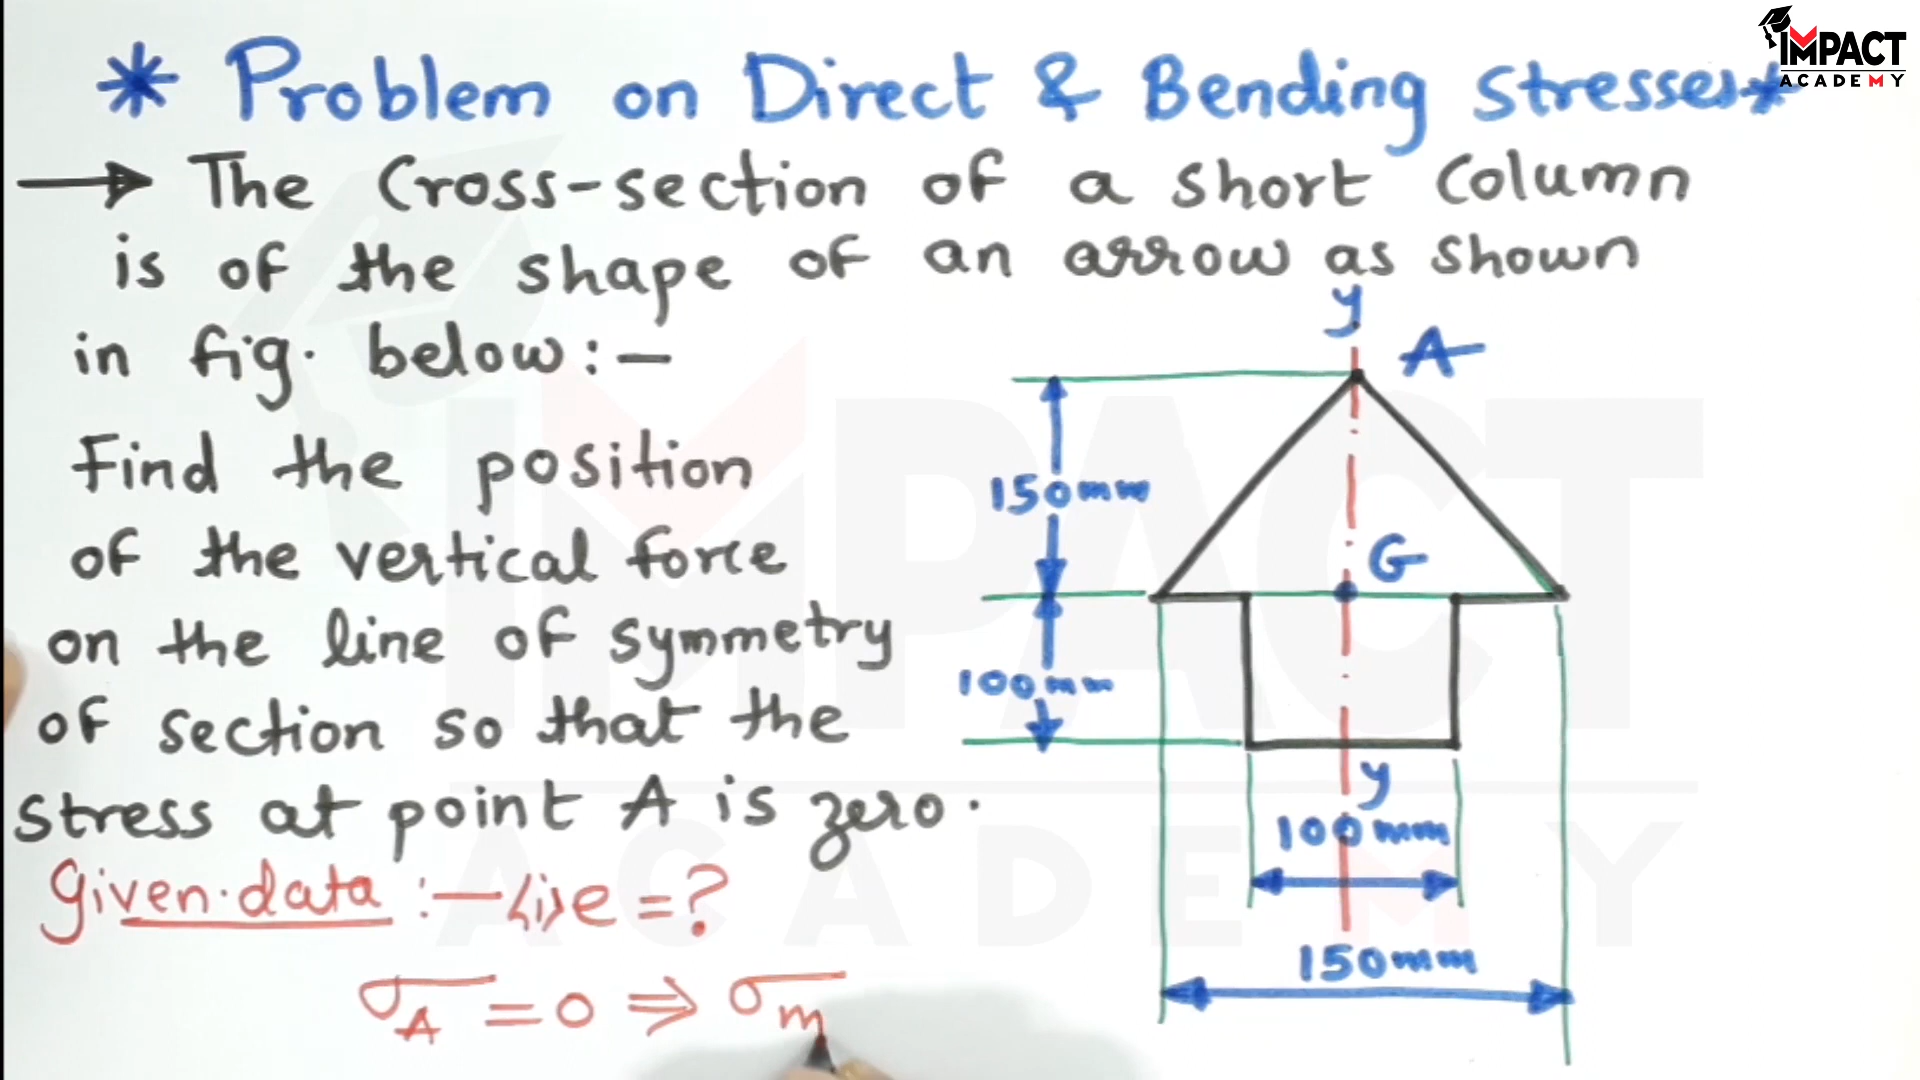 IMPACT
ACADEMY
* Problem on Direct & Bending Stresses *
→ The Cross-section of a short Column
is of the shape of an arrow as shown
in fig. below:-
Find the position
of the vertical force
on the line of symmetry
of section so that the
stress at point A is zero.
Given data :- <i> e = ?
σA = 0 ⇒ σm
y
A
150mm
G
100mm
y
100mm
150mm
IMPACT
ACADEMY